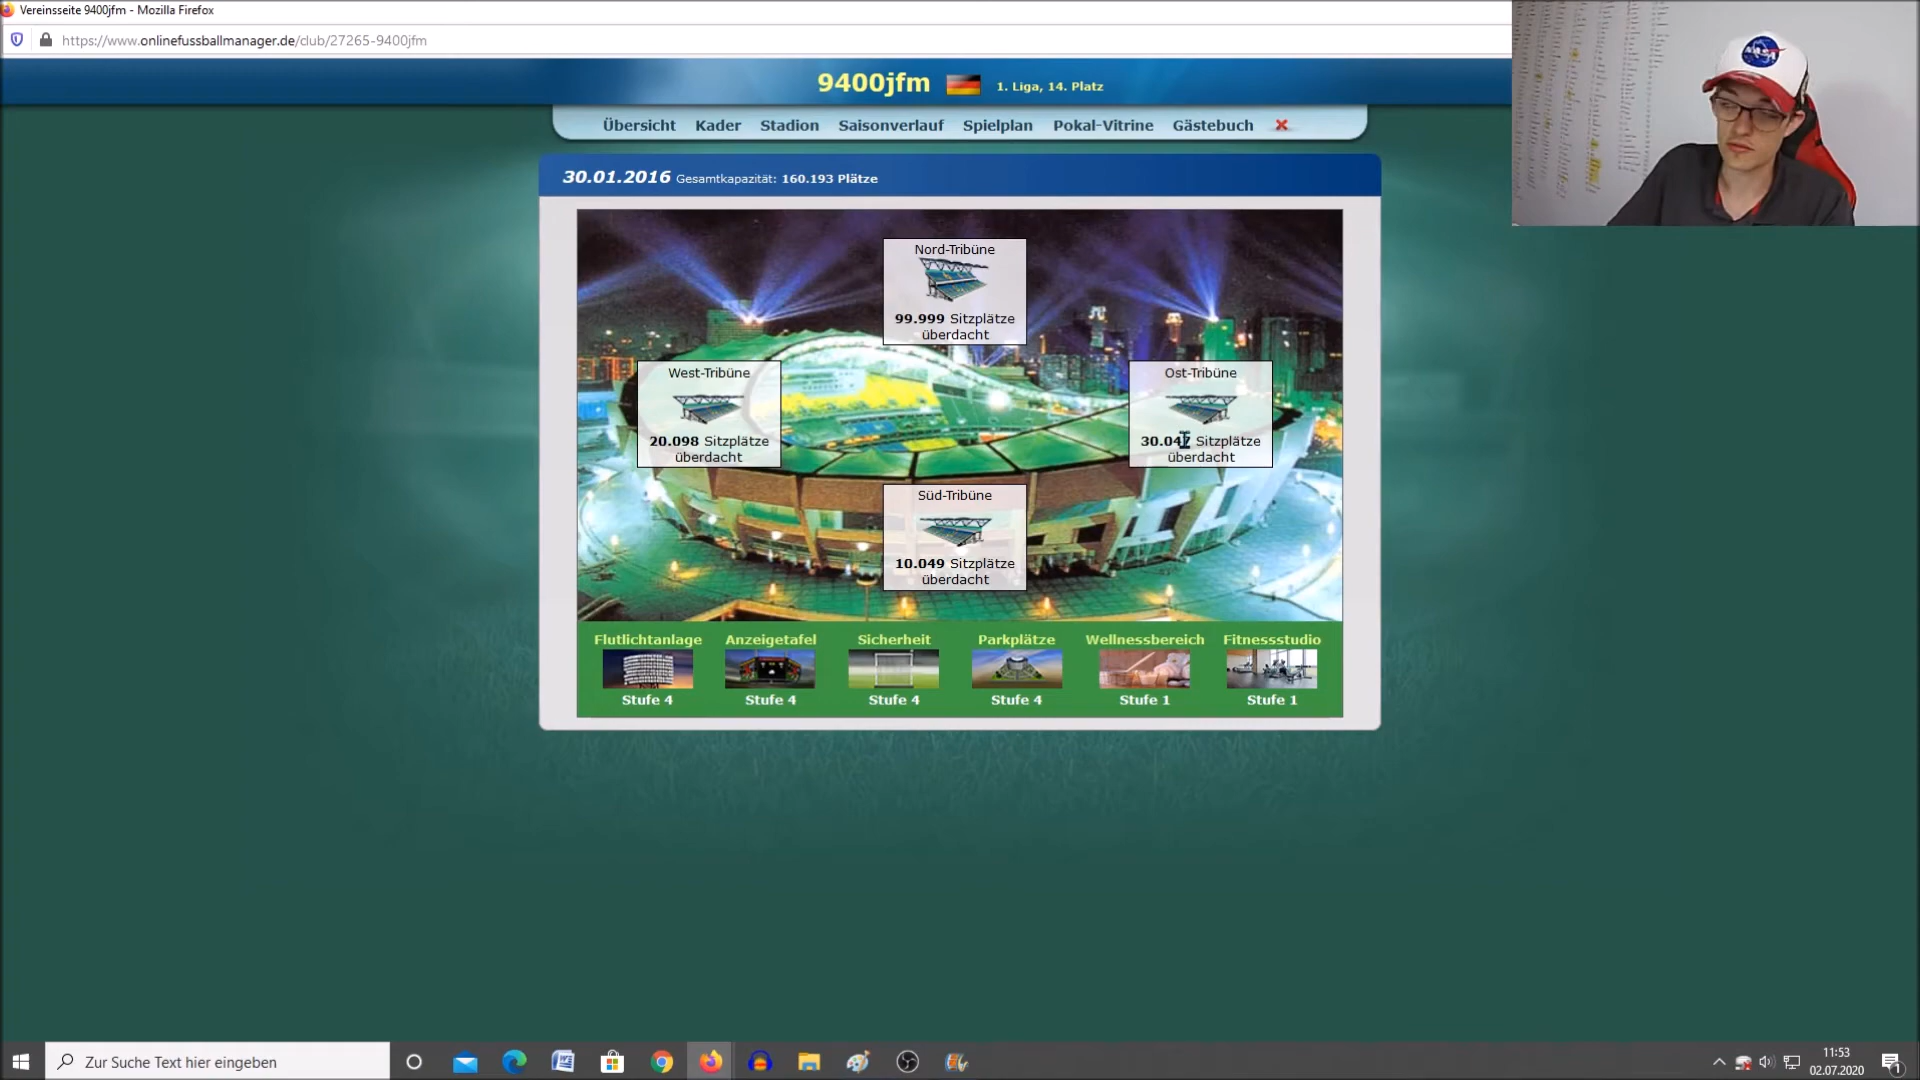 Vereinsseite 9400jfm - Mozilla Firefox
https://www.onlinefussballmanager.de/club/27265-9400jfm
9400jfm 1. Liga, 14. Platz
Übersicht Kader Stadion Saisonverlauf Spielplan Pokal-Vitrine Gästebuch
30.01.2016 Gesamtkapazität: 160.193 Plätze
Nord-Tribüne
99.999 Sitzplätze
überdacht
West-Tribüne
20.098 Sitzplätze
überdacht
Ost-Tribüne
30.047 Sitzplätze
überdacht
Süd-Tribüne
10.049 Sitzplätze
überdacht
Flutlichtanlage Anzeigetafel Sicherheit Parkplätze Wellnessbereich Fitnessstudio
Stufe 4 Stufe 4 Stufe 4 Stufe 4 Stufe 1 Stufe 1
Zur Suche Text hier eingeben
11:53
02.07.2020
1